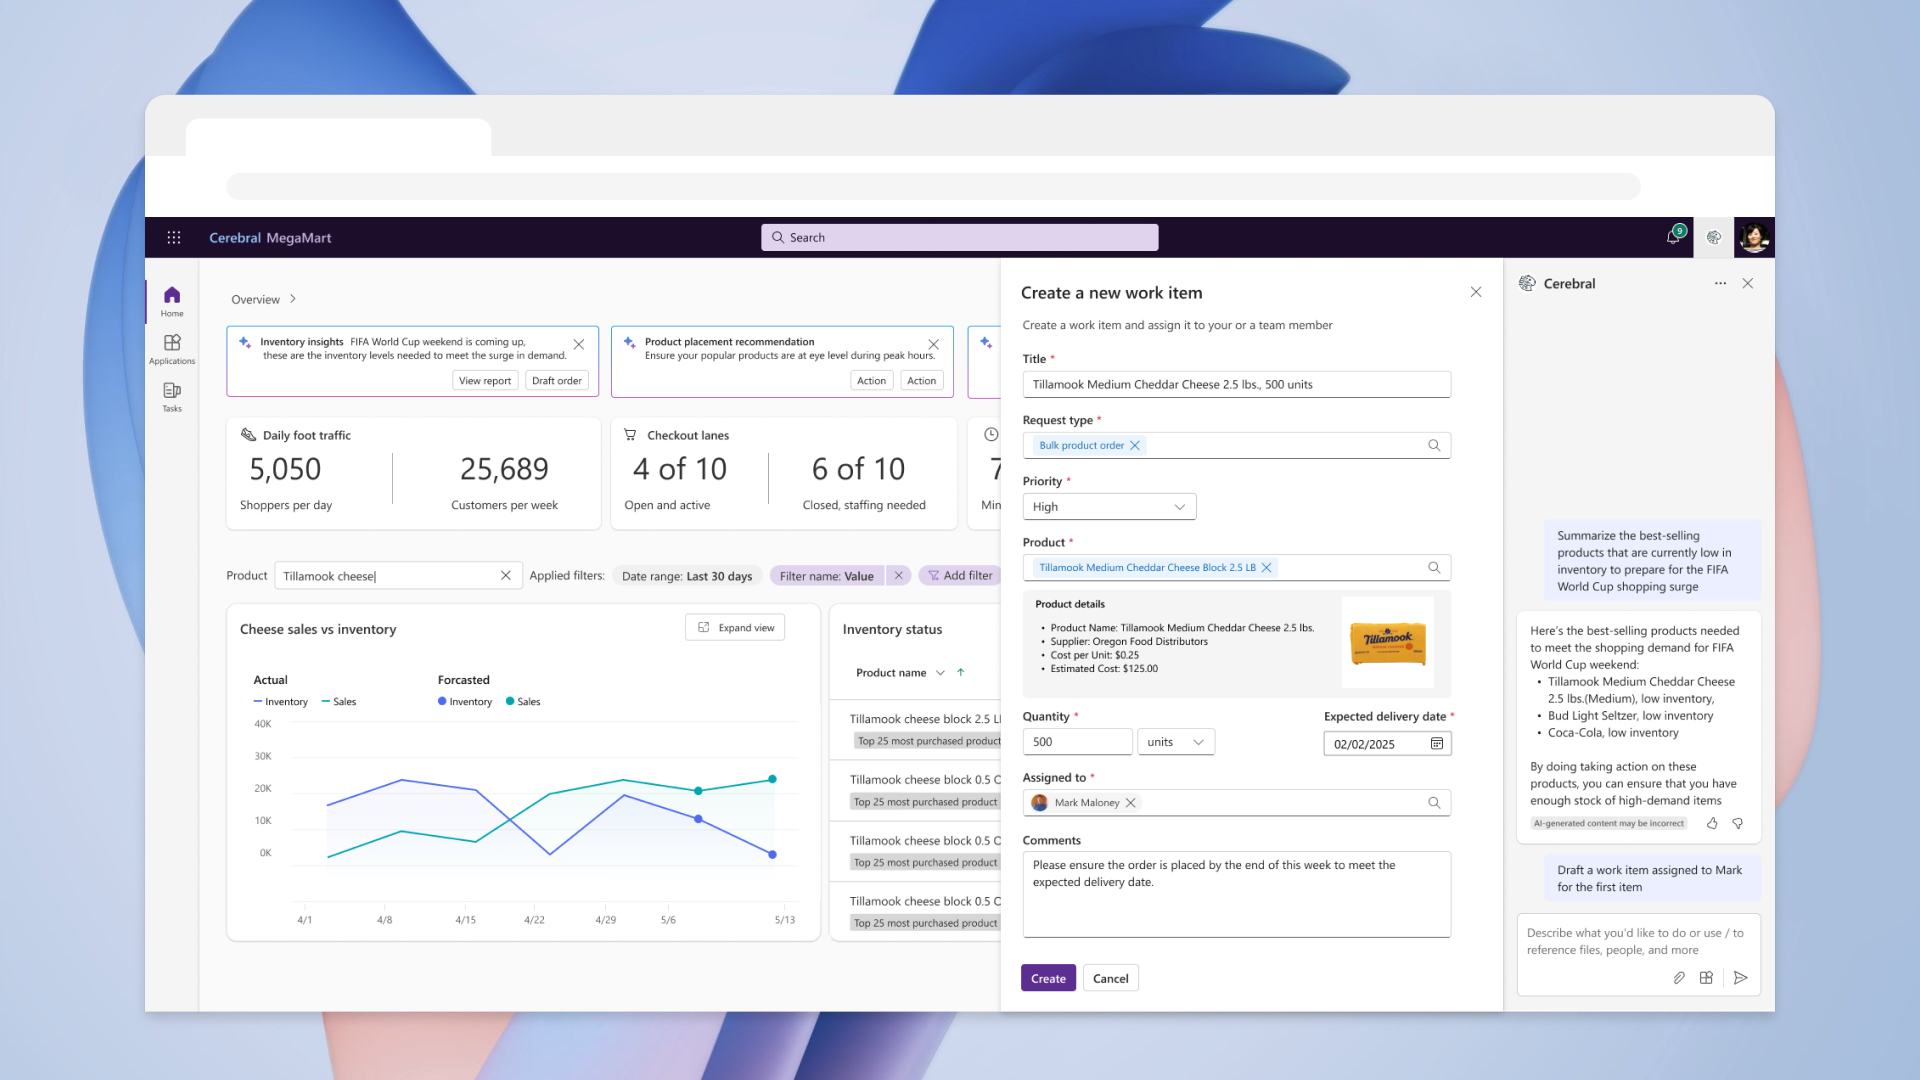 Cerebral MegaMart
Search
9
Home
Applications
Tasks
Overview
Inventory insights FIFA World Cup weekend is coming up,
these are the inventory levels needed to meet the surge in demand.
View report
Draft order
Product placement recommendation
Ensure your popular products are at eye level during peak hours.
Action
Action
Daily foot traffic
5,050
Shoppers per day
25,689
Customers per week
Checkout lanes
4 of 10
Open and active
6 of 10
Closed, staffing needed
7
Min
Product
Tillamook cheese
Applied filters:
Date range: Last 30 days
Filter name: Value
Add filter
Cheese sales vs inventory
Expand view
Actual
Inventory
Sales
Forcasted
Inventory
Sales
40K
30K
20K
10K
0K
4/1
4/8
4/15
4/22
4/29
5/6
5/13
Inventory status
Product name
Tillamook cheese block 2.5 L
Top 25 most purchased product
Tillamook cheese block 0.5 O
Top 25 most purchased product
Tillamook cheese block 0.5 O
Top 25 most purchased product
Tillamook cheese block 0.5 O
Top 25 most purchased product
Create a new work item
Create a work item and assign it to your or a team member
Title *
Tillamook Medium Cheddar Cheese 2.5 lbs., 500 units
Request type *
Bulk product order
Priority *
High
Product *
Tillamook Medium Cheddar Cheese Block 2.5 LB
Product details
• Product Name: Tillamook Medium Cheddar Cheese 2.5 lbs.
• Supplier: Oregon Food Distributors
• Cost per Unit: $0.25
• Estimated Cost: $125.00
Tillamook
Quantity *
500
units
Expected delivery date *
02/02/2025
Assigned to *
Mark Maloney
Comments
Please ensure the order is placed by the end of this week to meet the
expected delivery date.
Create
Cancel
Cerebral
Summarize the best-selling
products that are currently low in
inventory to prepare for the FIFA
World Cup shopping surge
Here's the best-selling products needed
to meet the shopping demand for FIFA
World Cup weekend:
• Tillamook Medium Cheddar Cheese
2.5 lbs.(Medium), low inventory,
• Bud Light Seltzer, low inventory
• Coca-Cola, low inventory
By doing taking action on these
products, you can ensure that you have
enough stock of high-demand items
AI-generated content may be incorrect
Draft a work item assigned to Mark
for the first item
Describe what you'd like to do or use / to
reference files, people, and more